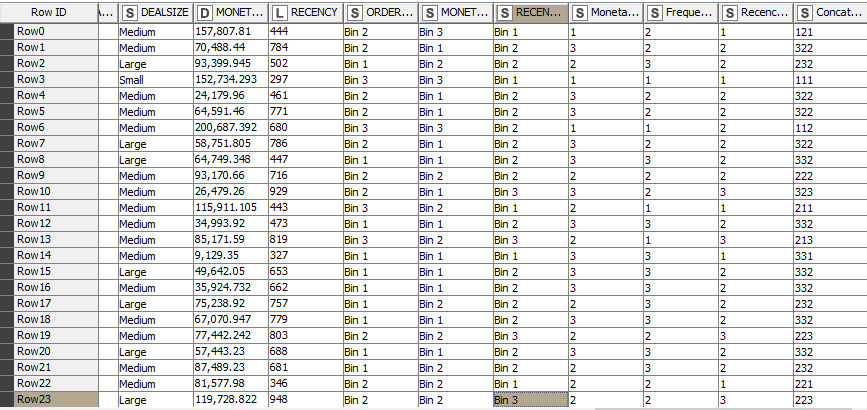 Row ID A... S DEALSIZE D MONET... L RECENCY S ORDER... S MONET... S RECEN... S Moneta... S Freque... S Recenc... S Concat...
Row0 Medium 157,807.81 444 Bin 2 Bin 3 Bin 1 1 2 1 121
Row1 Medium 70,488.44 784 Bin 2 Bin 1 Bin 2 3 2 2 322
Row2 Large 93,399.945 502 Bin 1 Bin 2 Bin 2 2 3 2 232
Row3 Small 152,734.293 297 Bin 3 Bin 3 Bin 1 1 1 1 111
Row4 Medium 24,179.96 461 Bin 2 Bin 1 Bin 2 3 2 2 322
Row5 Medium 64,591.46 771 Bin 2 Bin 1 Bin 2 3 2 2 322
Row6 Medium 200,687.392 680 Bin 3 Bin 3 Bin 2 1 1 2 112
Row7 Large 58,751.805 786 Bin 2 Bin 1 Bin 2 3 2 2 322
Row8 Large 64,749.348 447 Bin 1 Bin 1 Bin 2 3 3 2 332
Row9 Medium 93,170.66 716 Bin 2 Bin 2 Bin 2 2 2 2 222
Row10 Medium 26,479.26 929 Bin 2 Bin 1 Bin 3 3 2 3 323
Row11 Medium 115,911.105 443 Bin 3 Bin 2 Bin 1 2 1 1 211
Row12 Medium 34,993.92 473 Bin 1 Bin 1 Bin 2 3 3 2 332
Row13 Medium 85,171.59 819 Bin 3 Bin 2 Bin 3 2 1 3 213
Row14 Medium 9,129.35 327 Bin 1 Bin 1 Bin 1 3 3 1 331
Row15 Large 49,642.05 653 Bin 1 Bin 1 Bin 2 3 3 2 332
Row16 Medium 35,924.732 662 Bin 1 Bin 1 Bin 2 3 3 2 332
Row17 Large 75,238.92 757 Bin 1 Bin 2 Bin 2 2 3 2 232
Row18 Medium 67,070.947 779 Bin 1 Bin 1 Bin 2 3 3 2 332
Row19 Medium 77,442.242 803 Bin 2 Bin 2 Bin 3 2 2 3 223
Row20 Large 57,443.23 688 Bin 1 Bin 1 Bin 2 3 3 2 332
Row21 Medium 87,489.23 681 Bin 1 Bin 2 Bin 2 2 3 2 232
Row22 Medium 81,577.98 346 Bin 2 Bin 2 Bin 1 2 2 1 221
Row23 Large 119,728.822 948 Bin 2 Bin 2 Bin 3 2 2 3 223